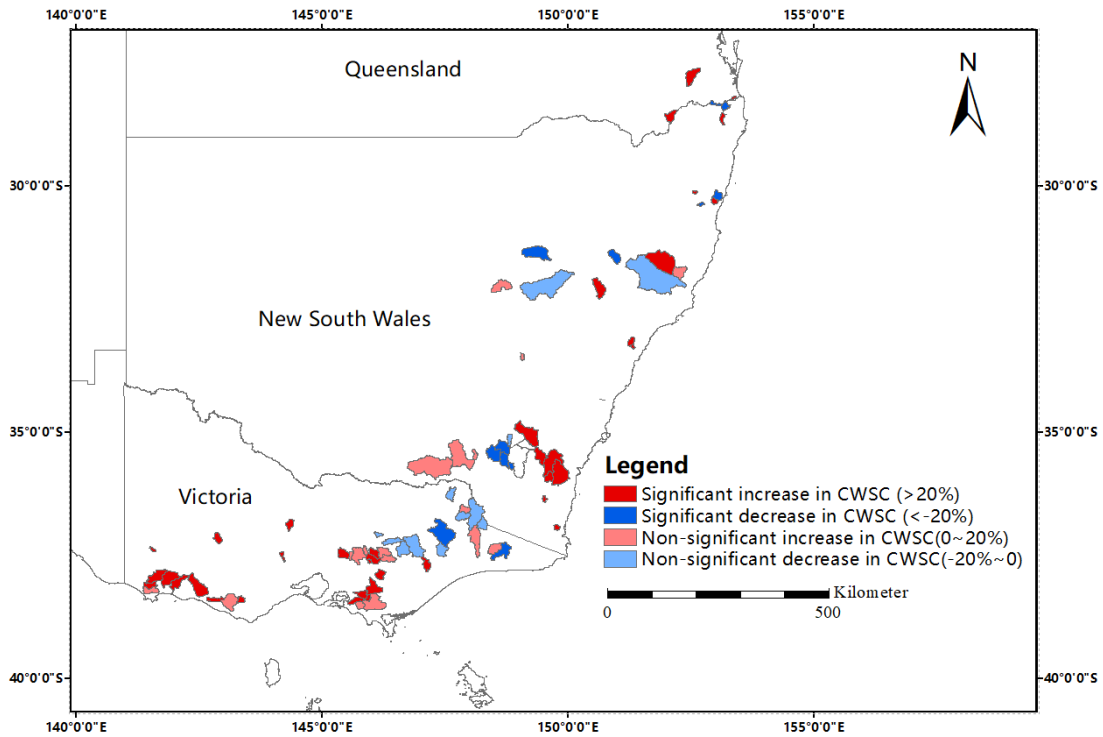 140°0'0"E 145°0'0"E 150°0'0"E 155°0'0"E
Queensland
N
30°0'0"S 30°0'0"S
New South Wales
35°0'0"S 35°0'0"S
Legend
Victoria
Significant increase in CWSC (>20%)
Significant decrease in CWSC (<-20%)
Non-significant increase in CWSC(0~20%)
Non-significant decrease in CWSC(-20%~0)
Kilometer
0 500
40°0'0"S 40°0'0"S
140°0'0"E 145°0'0"E 150°0'0"E 155°0'0"E